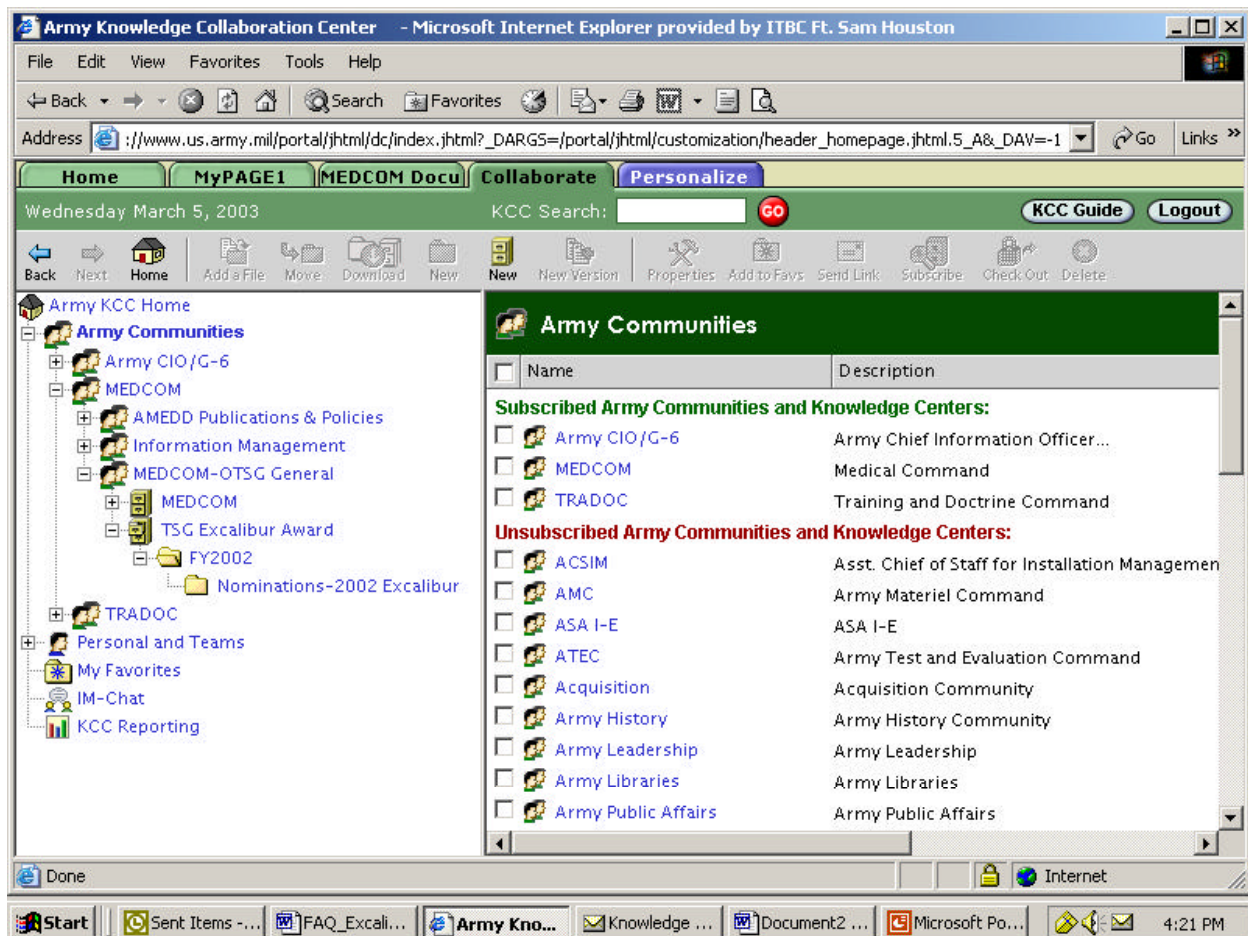 Army Knowledge Collaboration Center - Microsoft Internet Explorer provided by ITBC Ft. Sam Houston
File Edit View Favorites Tools Help
Back Search Favorites
Address ://www.us.army.mil/portal/jhtml/dc/index.jhtml?_DARGS=/portal/jhtml/customization/header_homepage.jhtml.5_A&_DAV=-1 Go Links »
Home MyPAGE1 MEDCOM Docu Collaborate Personalize
Wednesday March 5, 2003 KCC Search: GO KCC Guide Logout
Back Next Home Add a File Move Download New New New Version Properties Add to Favs Send Link Subscribe Check Out Delete
Army KCC Home
Army Communities
Army CIO/G-6
MEDCOM
AMEDD Publications & Policies
Information Management
MEDCOM-OTSG General
MEDCOM
TSG Excalibur Award
FY2002
Nominations-2002 Excalibur
TRADOC
Personal and Teams
My Favorites
IM-Chat
KCC Reporting
Army Communities
Name Description
Subscribed Army Communities and Knowledge Centers:
Army CIO/G-6 Army Chief Information Officer...
MEDCOM Medical Command
TRADOC Training and Doctrine Command
Unsubscribed Army Communities and Knowledge Centers:
ACSIM Asst. Chief of Staff for Installation Managemen
AMC Army Materiel Command
ASA I-E ASA I-E
ATEC Army Test and Evaluation Command
Acquisition Acquisition Community
Army History Army History Community
Army Leadership Army Leadership
Army Libraries Army Libraries
Army Public Affairs Army Public Affairs
Done Internet
Start Sent Items -... FAQ_Excali... Army Kno... Knowledge ... Document2 ... Microsoft Po... 4:21 PM